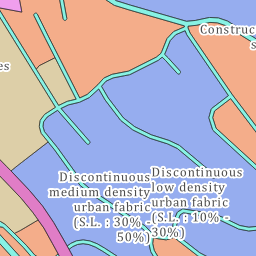 Construc
s
es
Discontinuous
medium density
urban fabric
(S.L. : 30% -
50%)
Discontinuous
low density
urban fabric
(S.L. : 10% -
30%)